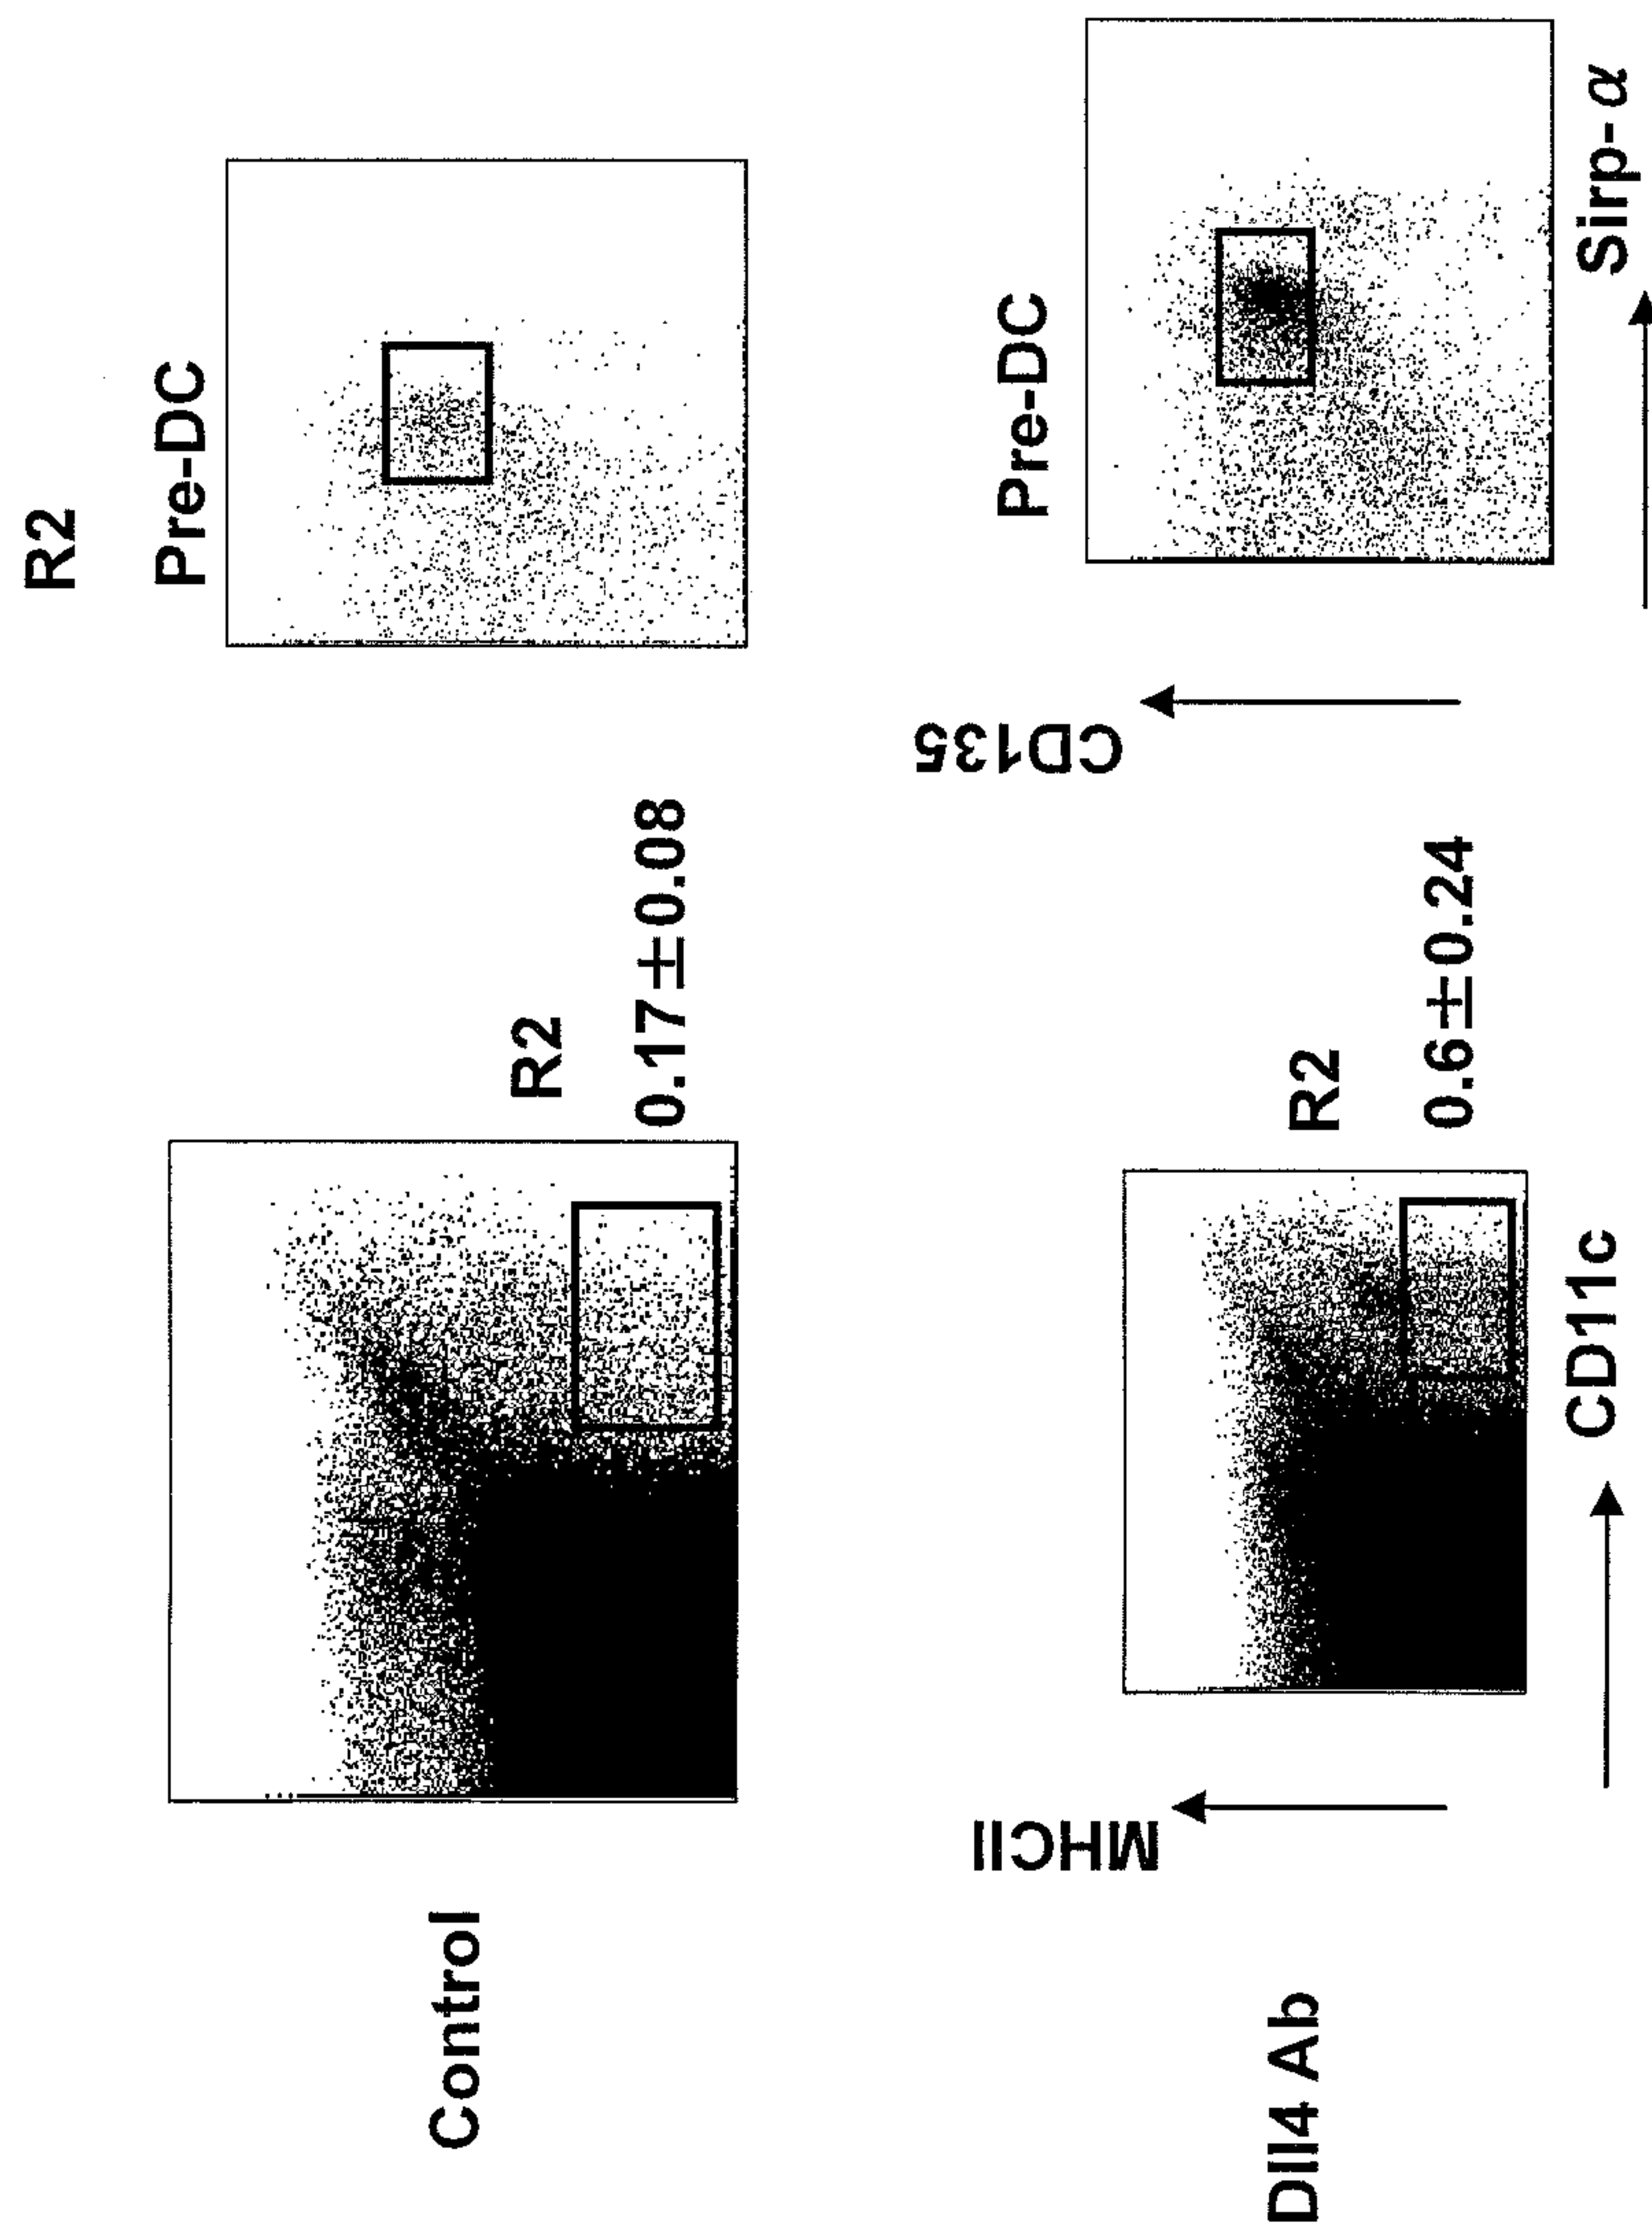 R2
Pre-DC
Control
R2
0.17±0.08
Pre-DC
CD135
MHCII
Dll4 Ab
R2
0.6±0.24
CD11c
Sirp-α